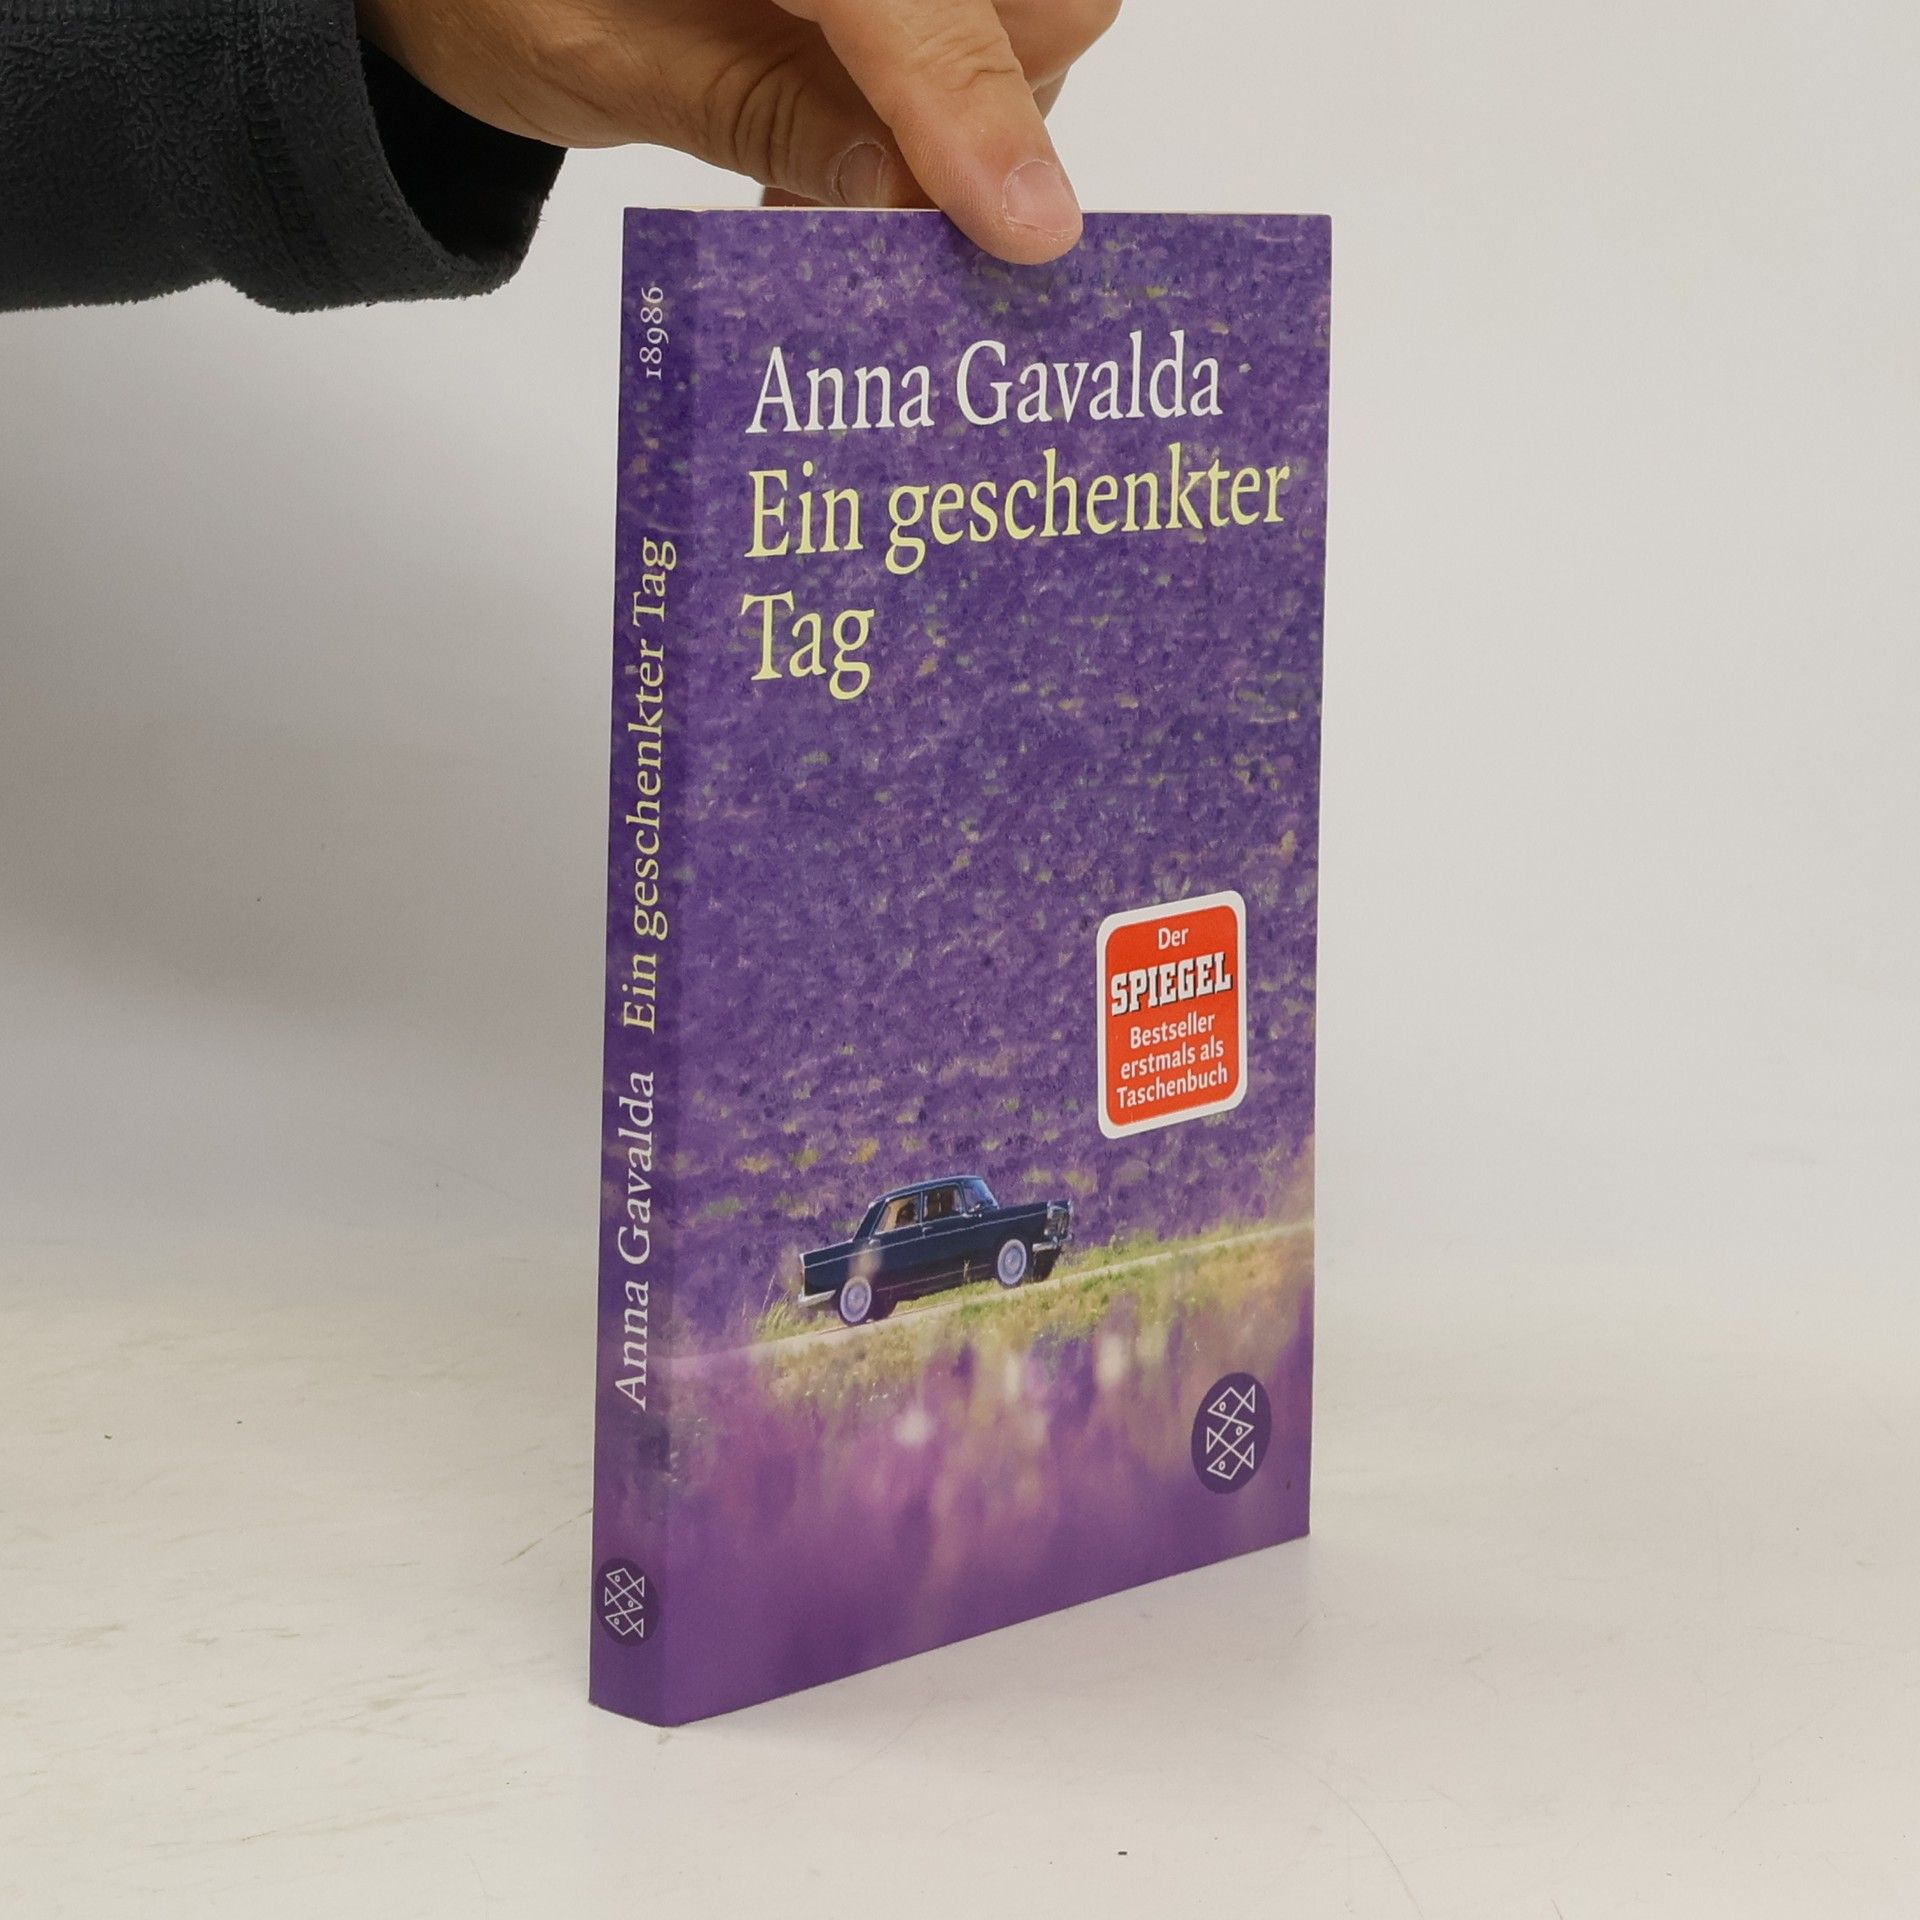 Anna Gavalda
Ein geschenkter
Tag
Der
SPIEGEL
Bestseller
erstmals als
Taschenbuch
Anna Gavalda Ein geschenkter Tag
18986